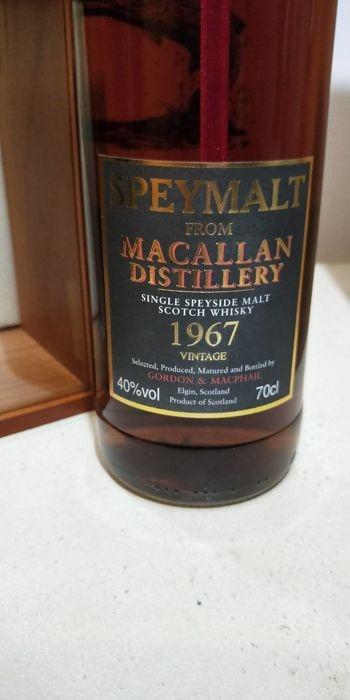 SPEYMALT
FROM
MACALLAN
DISTILLERY
SINGLE SPEYSIDE MALT
SCOTCH WHISKY
1967
VINTAGE
Selected, Produced, Matured and Bottled by
GORDON & MACPHAIL
40%vol Elgin, Scotland 70cl
Product of Scotland